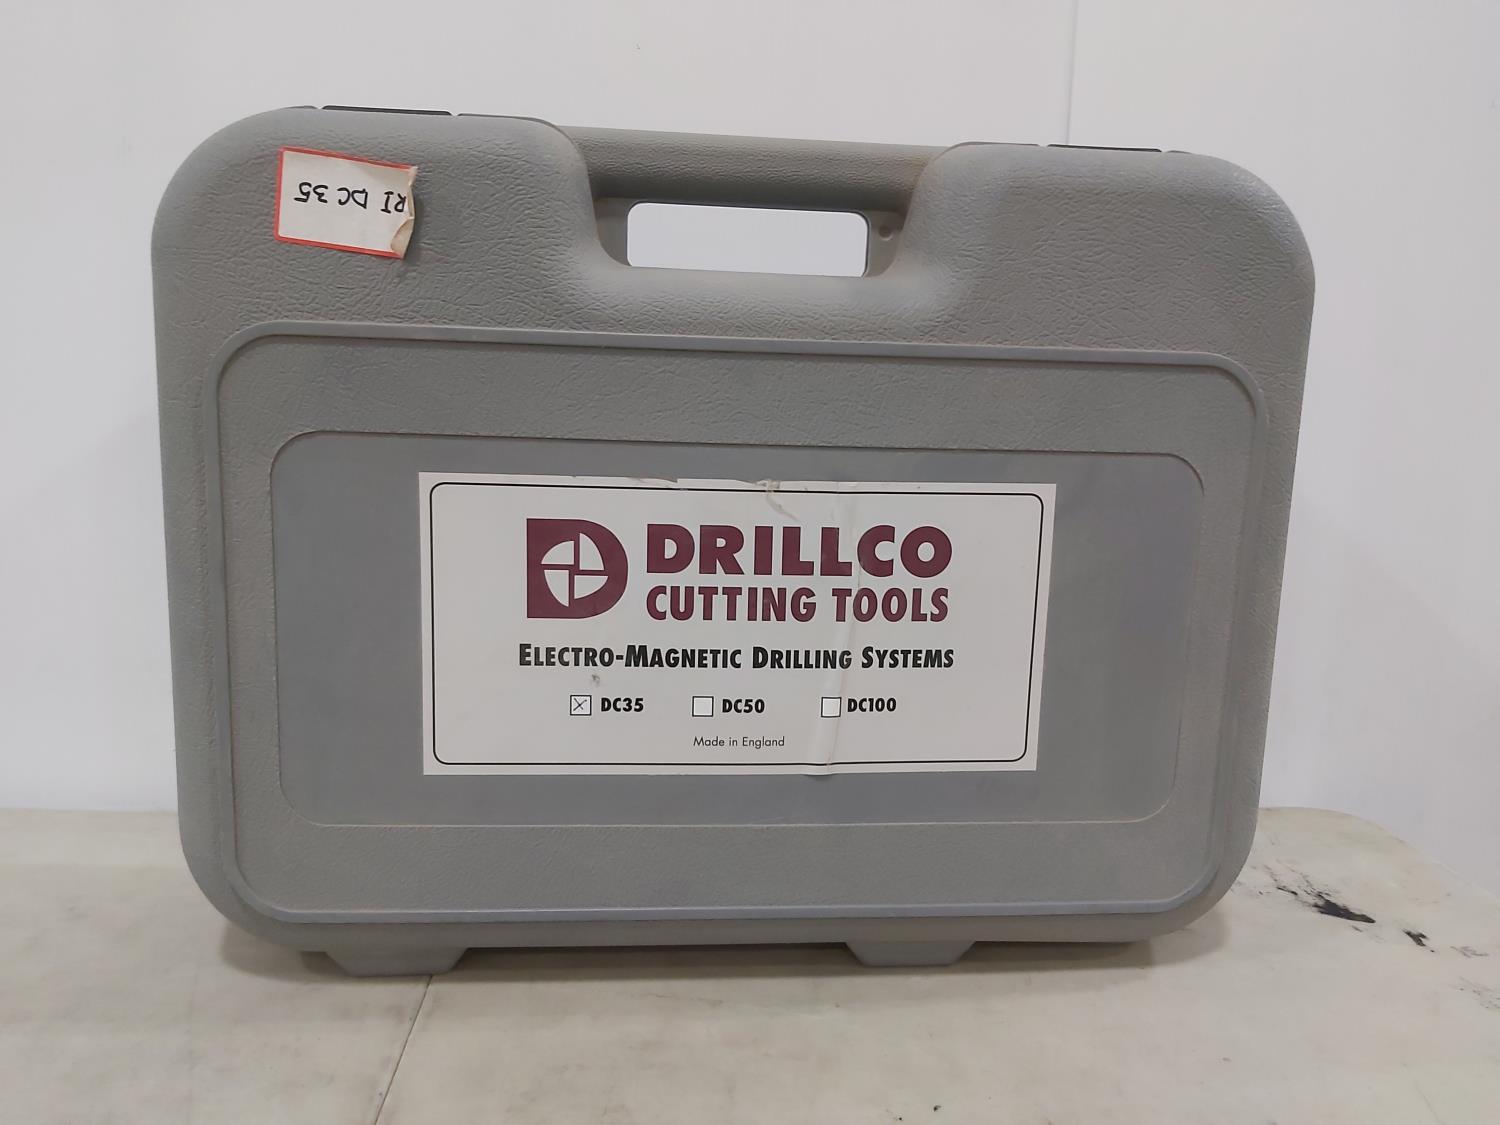 RI DC 35
DRILLCO
CUTTING TOOLS
ELECTRO-MAGNETIC DRILLING SYSTEMS
DC35 DC50 DC100
Made in England